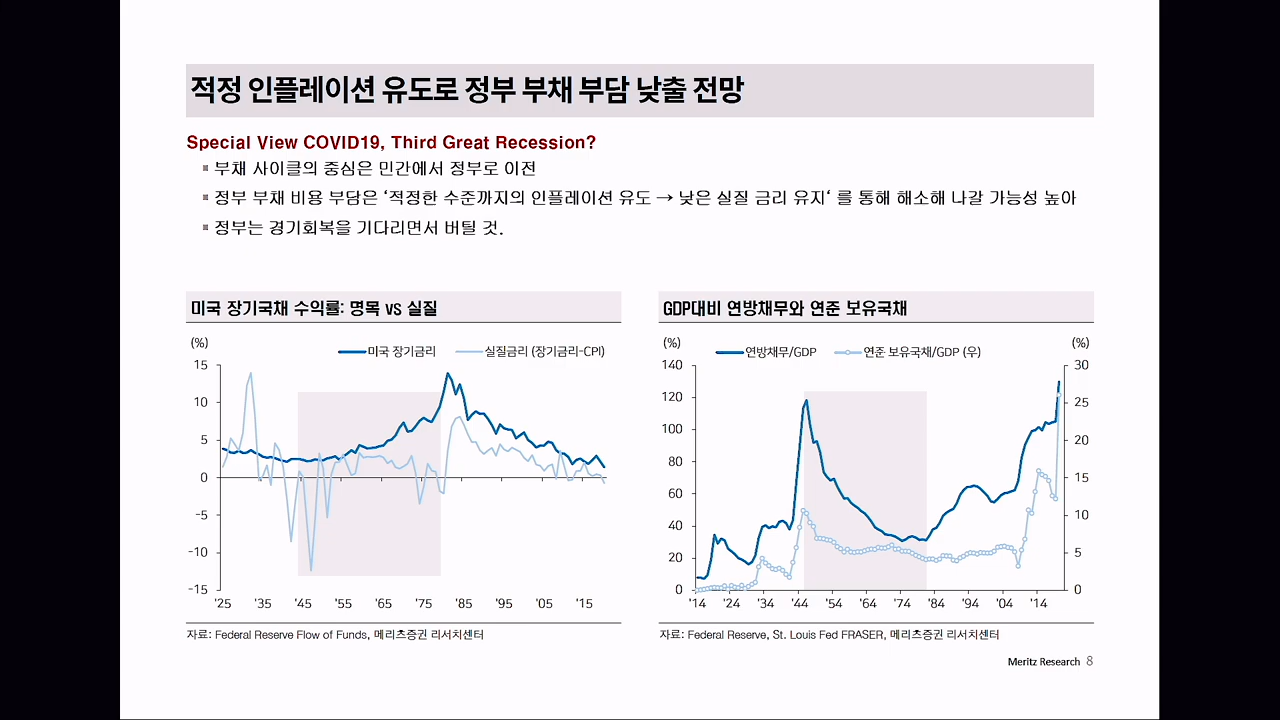 적정 인플레이션 유도로 정부 부채 부담 낮출 전망
Special View COVID19, Third Great Recession?
부채 사이클의 중심은 민간에서 정부로 이전
정부 부채 비용 부담은 ‘적정한 수준까지의 인플레이션 유도 → 낮은 실질 금리 유지‘ 를 통해 해소해 나갈 가능성 높아
정부는 경기회복을 기다리면서 버틸 것.
미국 장기국채 수익률: 명목 vs 실질
(%)
미국 장기금리
실질금리 (장기금리-CPI)
15
10
5
0
-5
-10
-15
'25 '35 '45 '55 '65 '75 '85 '95 '05 '15
자료: Federal Reserve Flow of Funds, 메리츠증권 리서치센터
GDP대비 연방채무와 연준 보유국채
(%)
(%)
연방채무/GDP
연준 보유국채/GDP (우)
140
120
100
80
60
40
20
0
30
25
20
15
10
5
0
'14 '24 '34 '44 '54 '64 '74 '84 '94 '04 '14
자료: Federal Reserve, St. Louis Fed FRASER, 메리츠증권 리서치센터
Meritz Research 8